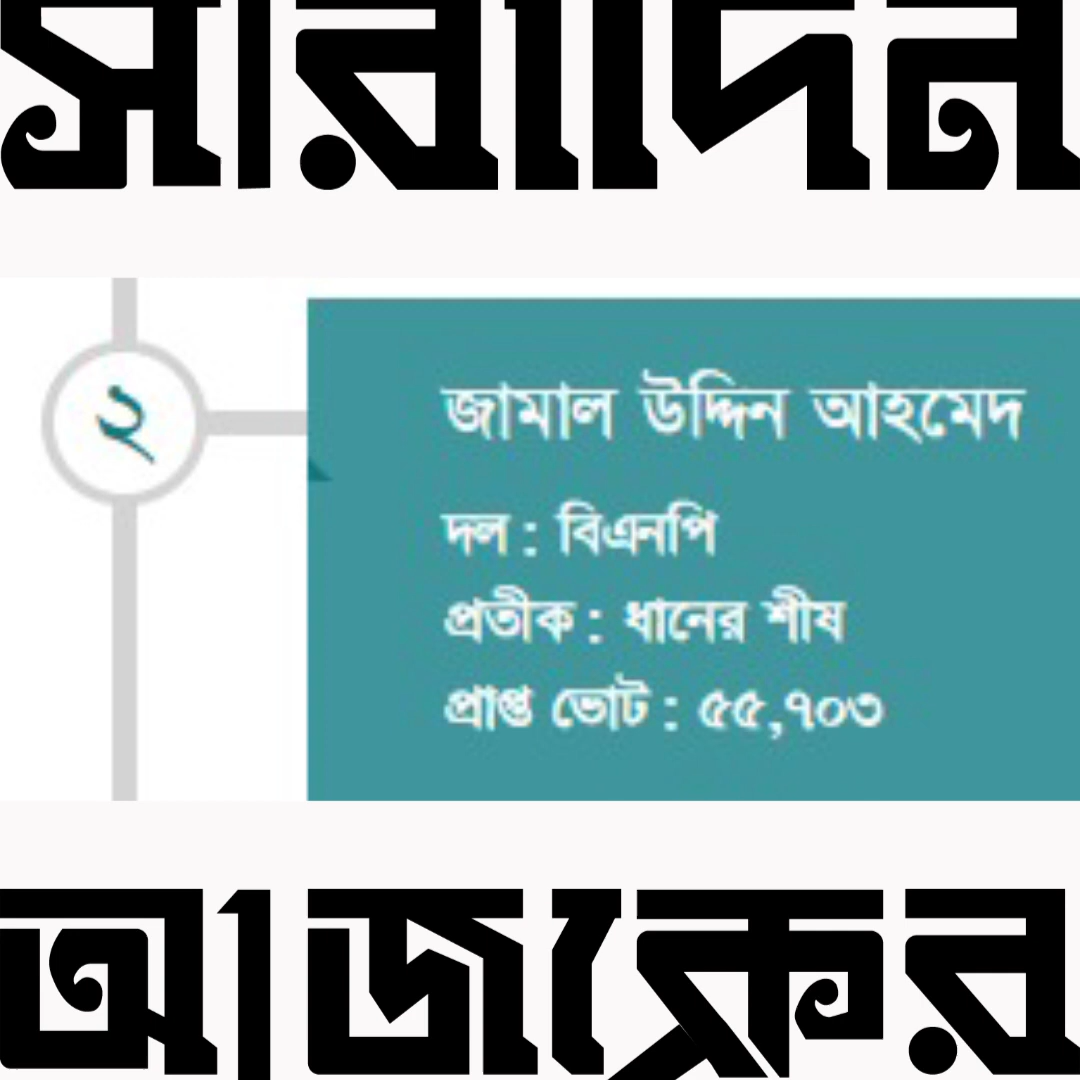 সারাদিন
২
জামাল উদ্দিন আহমেদ
দল : বিএনপি
প্রতীক : ধানের শীষ
প্রাপ্ত ভোট : ৫৫,৭০৩
আজকের